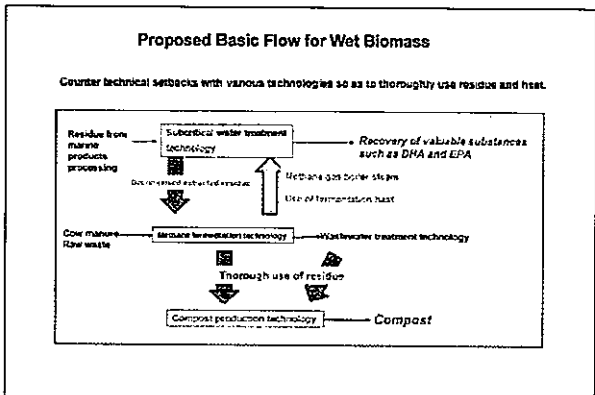 Proposed Basic Flow for Wet Biomass
Counter technical setbacks with various technologies so as to thoroughly use residue and heat.
Residue from
marine
products
processing
Subcritical water treatment
technology
Recovery of valuable substances
such as DHA and EPA
extracted residue
Methane gas boiler steam
Use of fermentation heat
Cow manure
Raw waste
Methane fermentation technology
Wastewater treatment technology
Thorough use of residue
Compost production technology
Compost